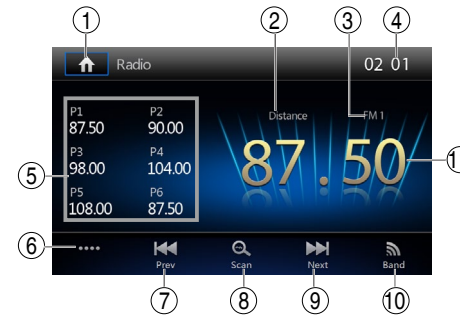 1 2 3 4
Radio 02 01
P1 P2
87.50 90.00
Distance FM 1
P3 P4
98.00 104.00
87.50
5
P5 P6
108.00 87.50
6
Prev Scan Next Band
7 8 9 10